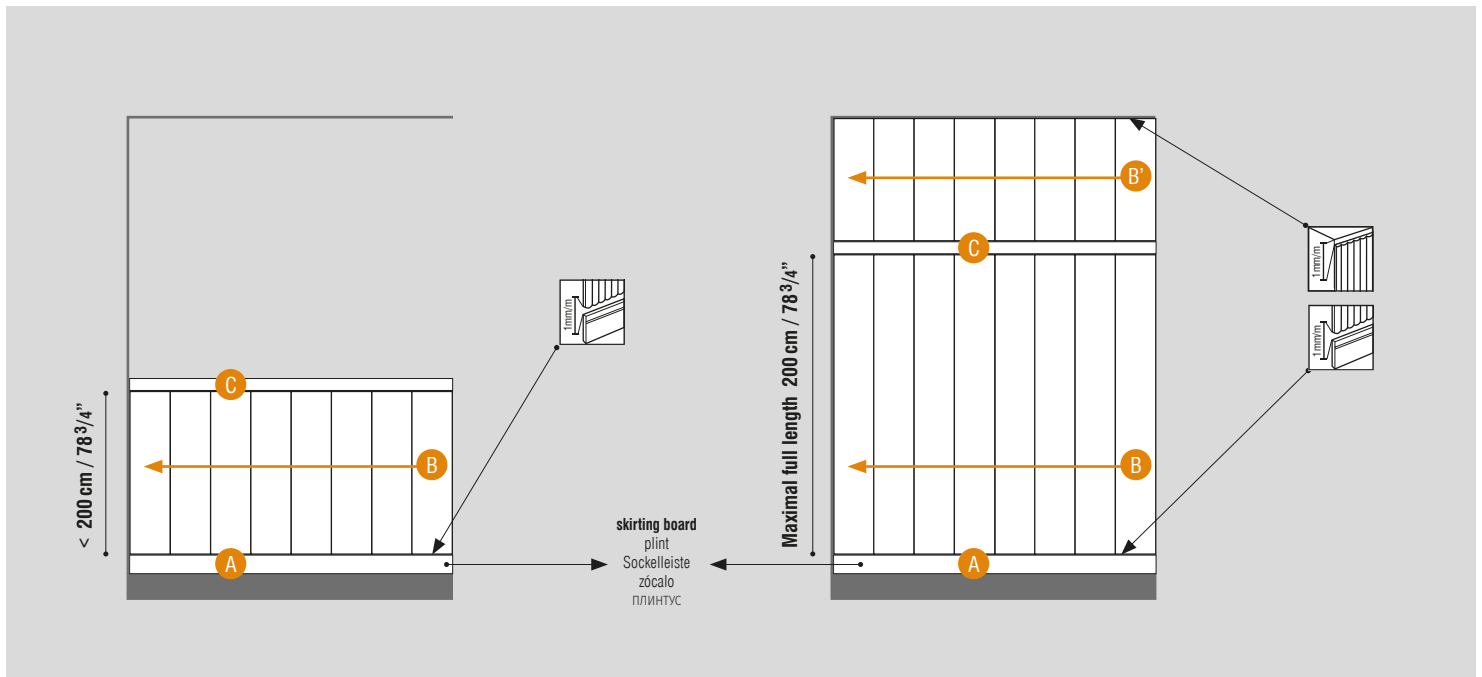 C
B
A
< 200 cm / 78 3/4”
1mm/m
skirting board
plint
Sockelleiste
zócalo
плинтус
B’
C
B
A
Maximal full length 200 cm / 78 3/4”
1mm/m
1mm/m